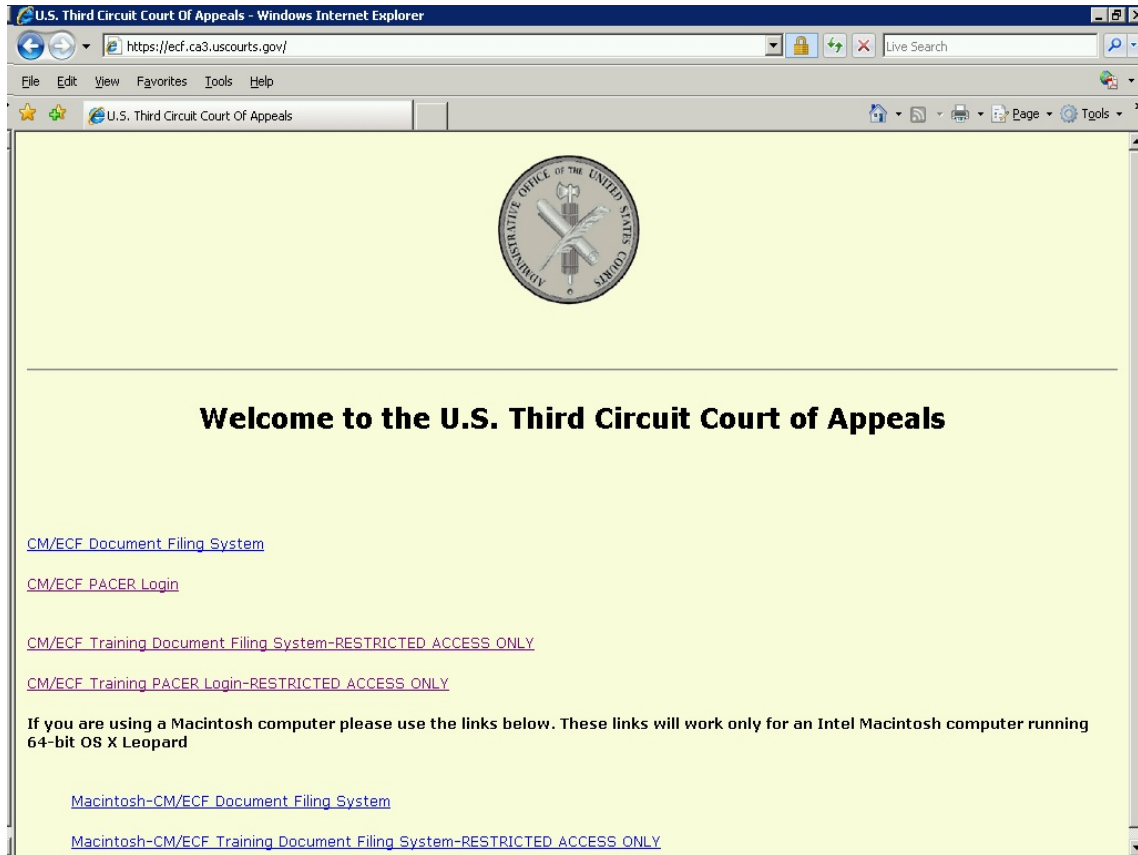 U.S. Third Circuit Court Of Appeals - Windows Internet Explorer
https://ecf.ca3.uscourts.gov/
Live Search
File Edit View Favorites Tools Help
U.S. Third Circuit Court Of Appeals
Page Tools
ADMINISTRATIVE OFFICE OF THE UNITED STATES COURTS
Welcome to the U.S. Third Circuit Court of Appeals
CM/ECF Document Filing System
CM/ECF PACER Login
CM/ECF Training Document Filing System-RESTRICTED ACCESS ONLY
CM/ECF Training PACER Login-RESTRICTED ACCESS ONLY
If you are using a Macintosh computer please use the links below. These links will work only for an Intel Macintosh computer running
64-bit OS X Leopard
Macintosh-CM/ECF Document Filing System
Macintosh-CM/ECF Training Document Filing System-RESTRICTED ACCESS ONLY